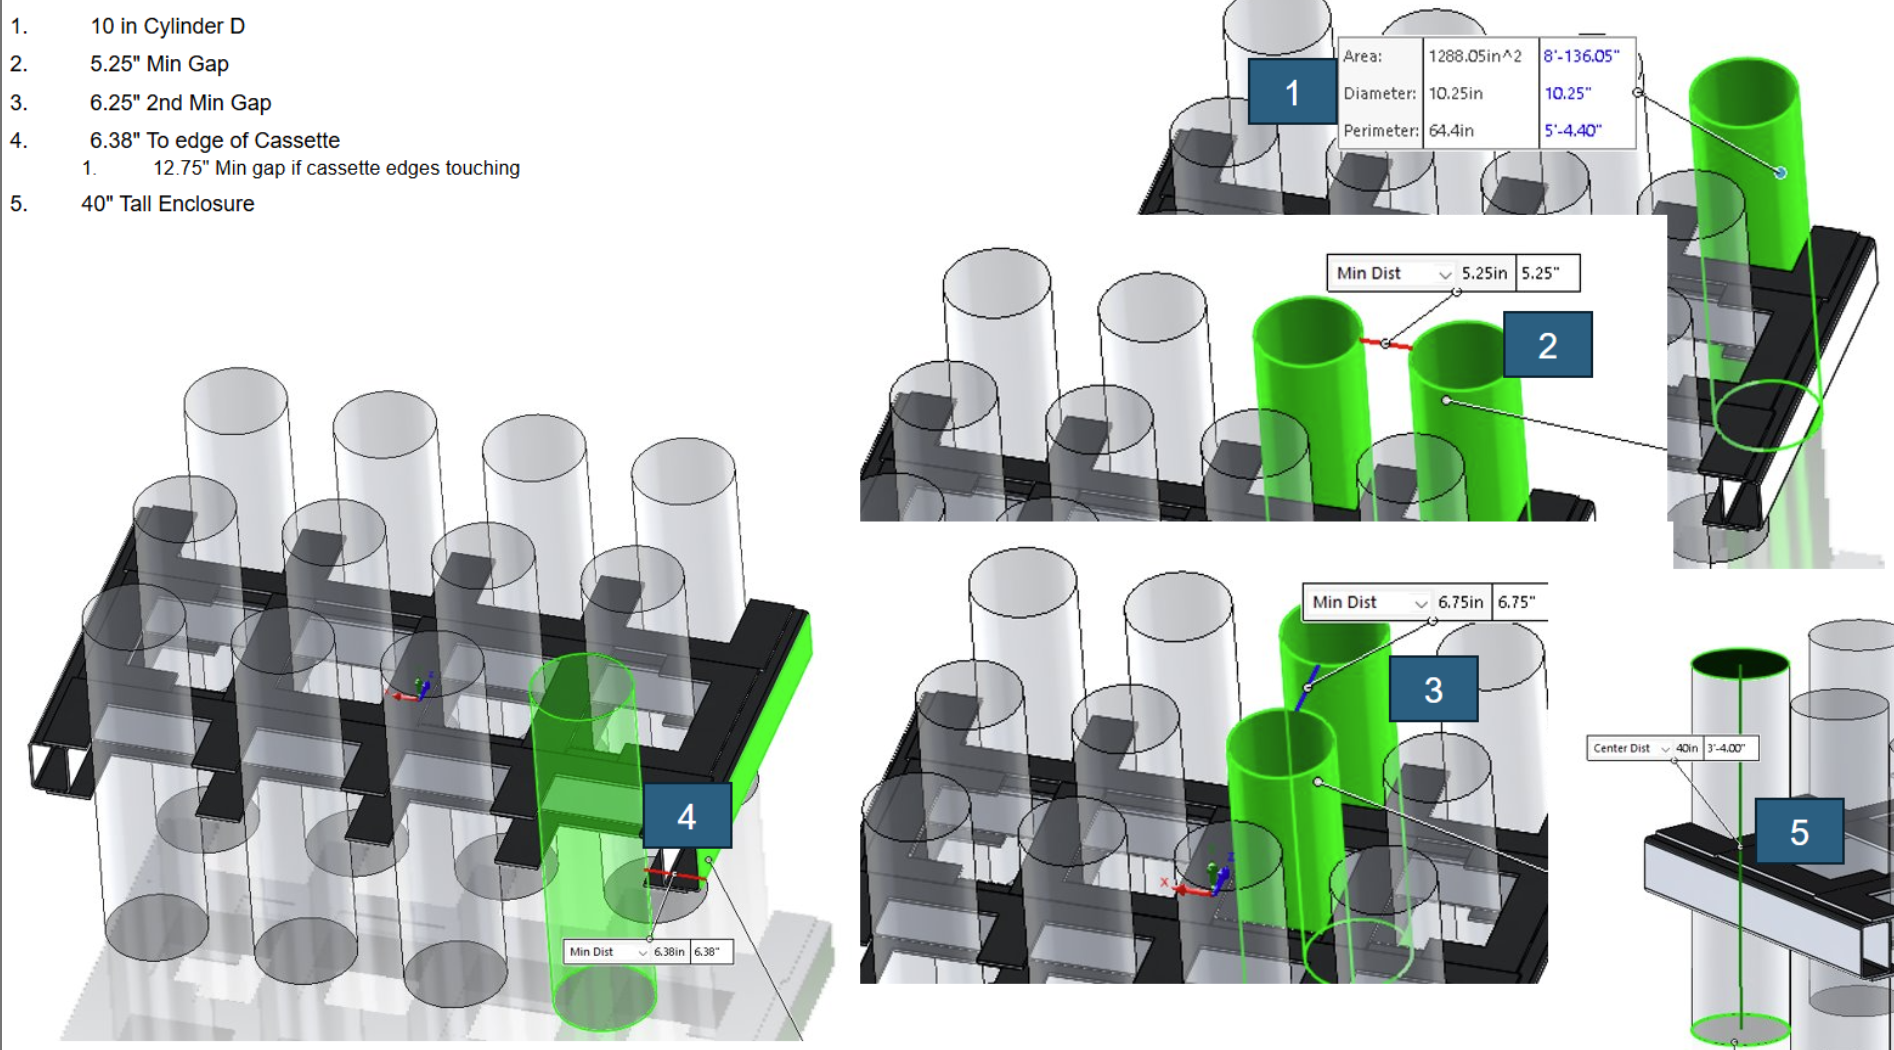 1. 10 in Cylinder D
2. 5.25" Min Gap
3. 6.25" 2nd Min Gap
4. 6.38" To edge of Cassette
1. 12.75" Min gap if cassette edges touching
5. 40" Tall Enclosure
1
Area: 1288.05in^2 8'-136.05"
Diameter: 10.25in 10.25"
Perimeter: 64.4in 5'-4.40"
Min Dist 5.25in 5.25"
2
Min Dist 6.75in 6.75"
3
4
Min Dist 6.38in 6.38"
Center Dist 40in 3'-4.00"
5
X
Z